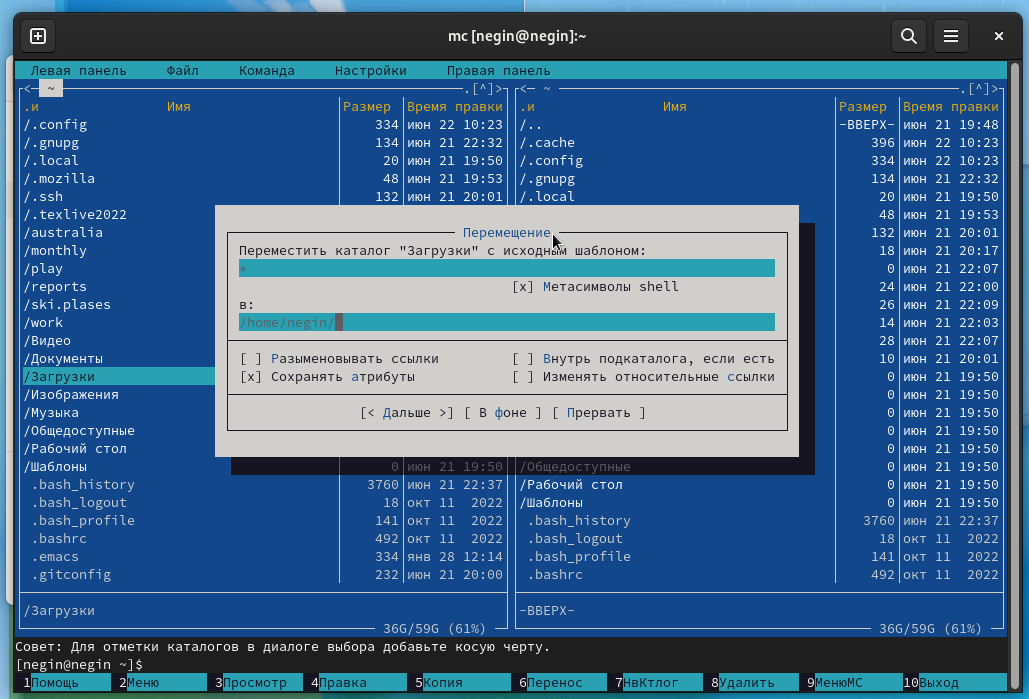 mc [negin@negin]:~
Левая панель Файл Команда Настройки Правая панель
<─ ~ .[^]> <─ ~ .[^]>
.и Имя Размер Время правки .и Имя Размер Время правки
/.config 334 июн 22 10:23 /.. -ВВЕРХ- июн 21 19:48
/.gnupg 134 июн 21 22:32 /.cache 396 июн 22 10:23
/.local 20 июн 21 19:50 /.config 334 июн 22 10:23
/.mozilla 48 июн 21 19:53 /.gnupg 134 июн 21 22:32
/.ssh 132 июн 21 20:01 /.local 20 июн 21 19:50
/.texlive2022 48 июн 21 19:53
/australia Перемещение 132 июн 21 20:01
/monthly Переместить каталог "Загрузки" с исходным шаблоном: 18 июн 21 20:17
/play * 0 июн 21 22:07
/reports [x] Метасимволы shell 24 июн 21 22:00
/ski.plases в: 26 июн 21 22:09
/work /home/negin/ 14 июн 21 22:03
/Видео 28 июн 21 22:07
/Документы [ ] Разыменовывать ссылки [ ] Внутрь подкаталога, если есть 10 июн 21 20:01
/Загрузки [x] Сохранять атрибуты [ ] Изменять относительные ссылки 0 июн 21 19:50
/Изображения 0 июн 21 19:50
/Музыка [< Дальше >] [ В фоне ] [ Прервать ] 0 июн 21 19:50
/Общедоступные 0 июн 21 19:50
/Рабочий стол 0 июн 21 19:50
/Шаблоны 0 июн 21 19:50 /Общедоступные 0 июн 21 19:50
.bash_history 3760 июн 21 22:37 /Рабочий стол 0 июн 21 19:50
.bash_logout 18 окт 11 2022 /Шаблоны 0 июн 21 19:50
.bash_profile 141 окт 11 2022 .bash_history 3760 июн 21 22:37
.bashrc 492 окт 11 2022 .bash_logout 18 окт 11 2022
.emacs 334 янв 28 12:14 .bash_profile 141 окт 11 2022
.gitconfig 232 июн 21 20:00 .bashrc 492 окт 11 2022
/Загрузки -ВВЕРХ-
36G/59G (61%) 36G/59G (61%)
Совет: Для отметки каталогов в диалоге выбора добавьте косую черту.
[negin@negin ~]$
1Помощь 2Меню 3Просмотр 4Правка 5Копия 6Перенос 7НвКтлог 8Удалить 9МенюМС 10Выход